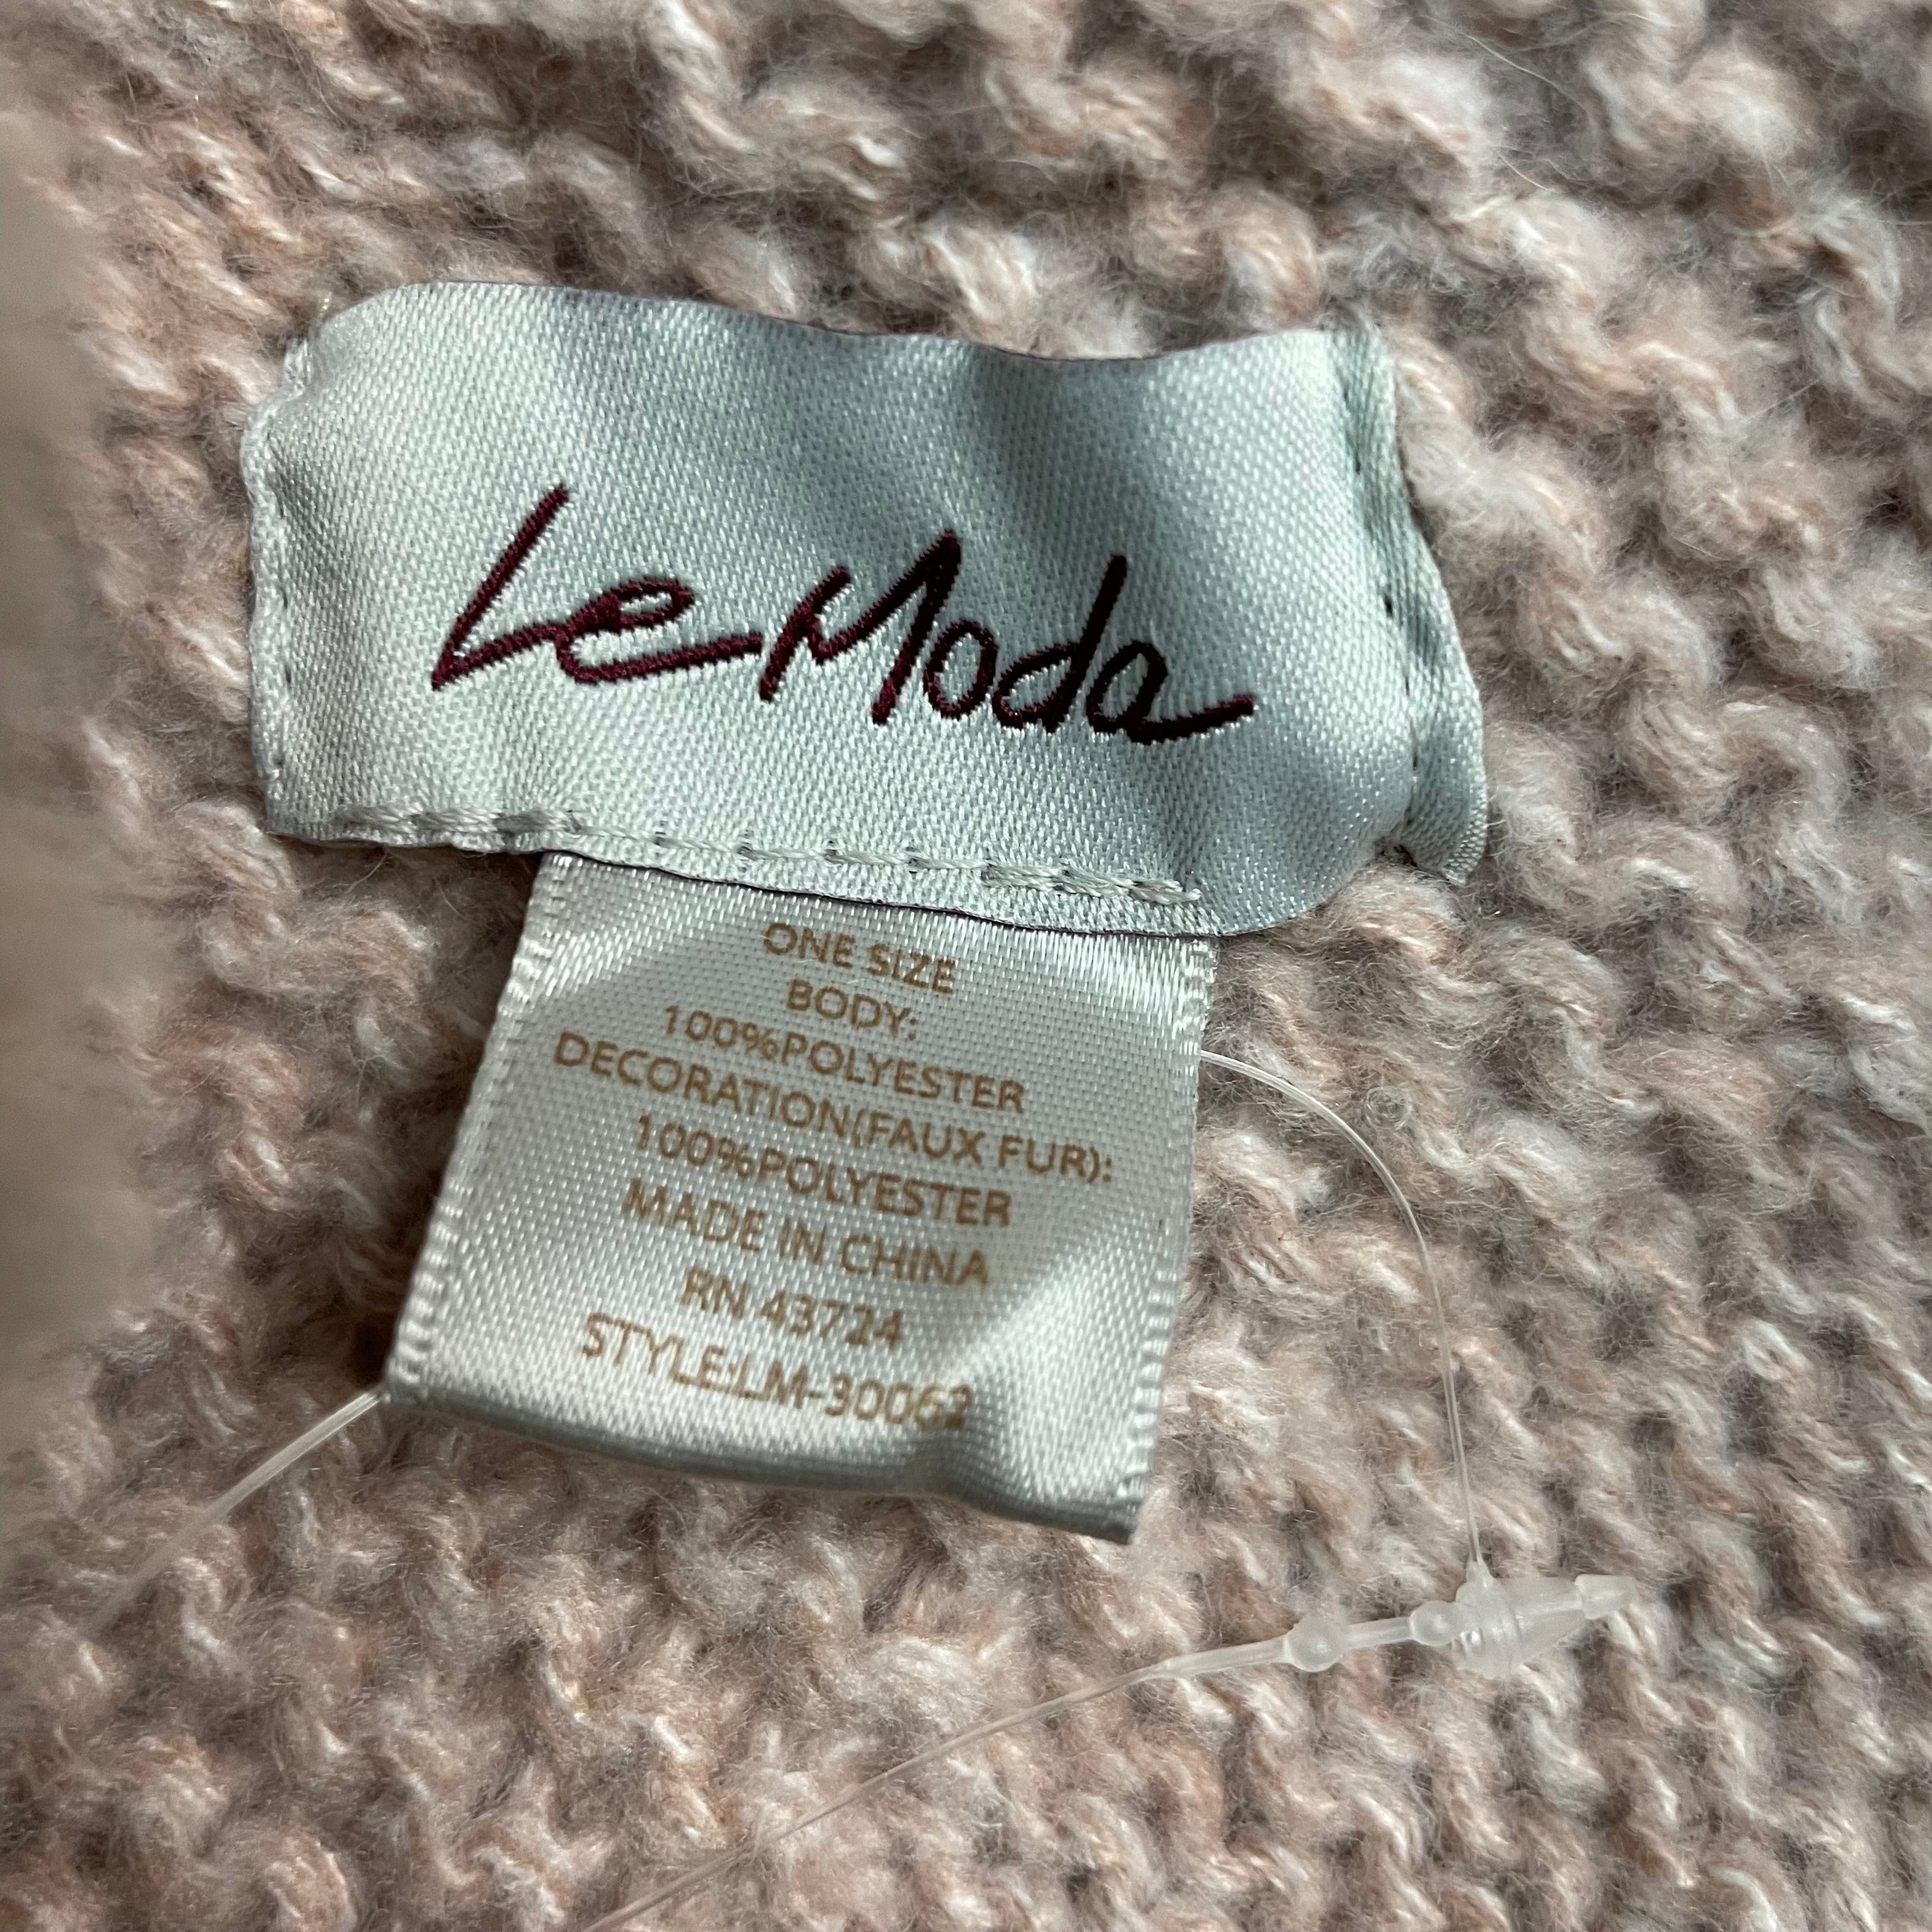 Le Moda
ONE SIZE
BODY:
100%POLYESTER
DECORATION(FAUX FUR):
100%POLYESTER
MADE IN CHINA
RN 43724
STYLE:LM-30062